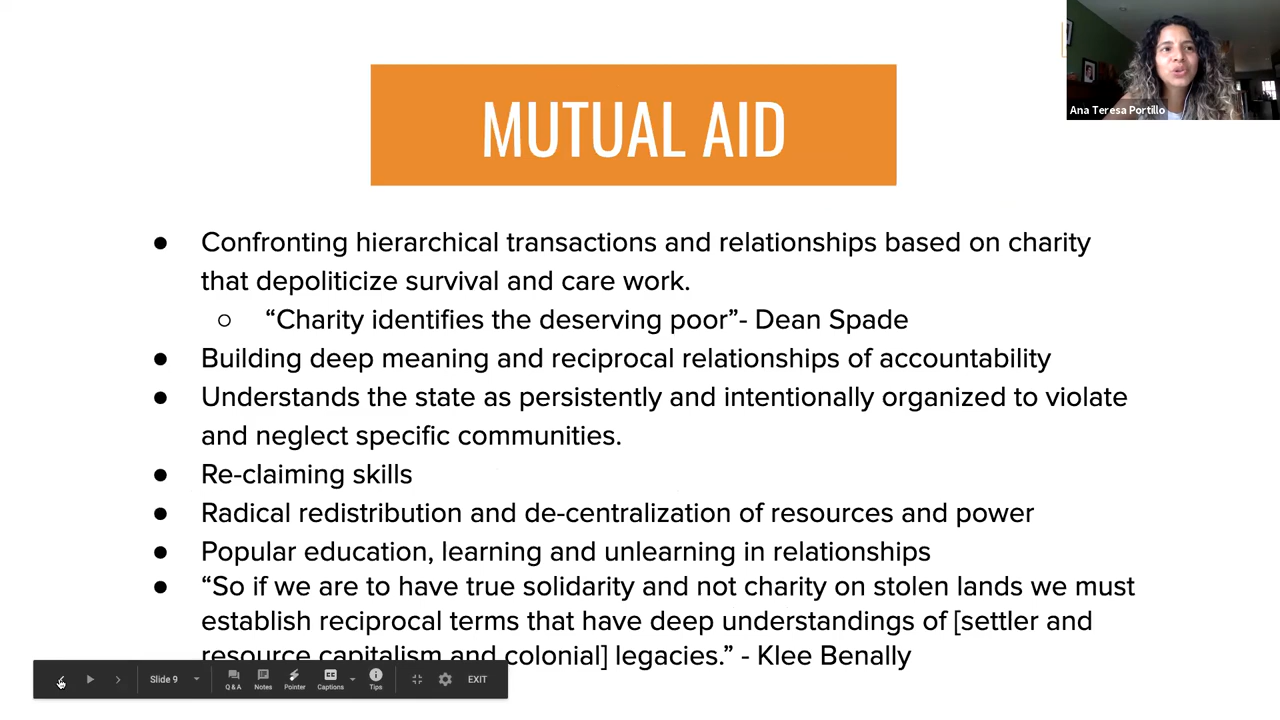 Ana Teresa Portillo
MUTUAL AID
● Confronting hierarchical transactions and relationships based on charity
that depoliticize survival and care work.
○ “Charity identifies the deserving poor”- Dean Spade
● Building deep meaning and reciprocal relationships of accountability
● Understands the state as persistently and intentionally organized to violate
and neglect specific communities.
● Re-claiming skills
● Radical redistribution and de-centralization of resources and power
● Popular education, learning and unlearning in relationships
● “So if we are to have true solidarity and not charity on stolen lands we must
establish reciprocal terms that have deep understandings of [settler and
resource capitalism and colonial] legacies.” - Klee Benally
Slide 9 Q & A Notes Pointer Captions Tips EXIT